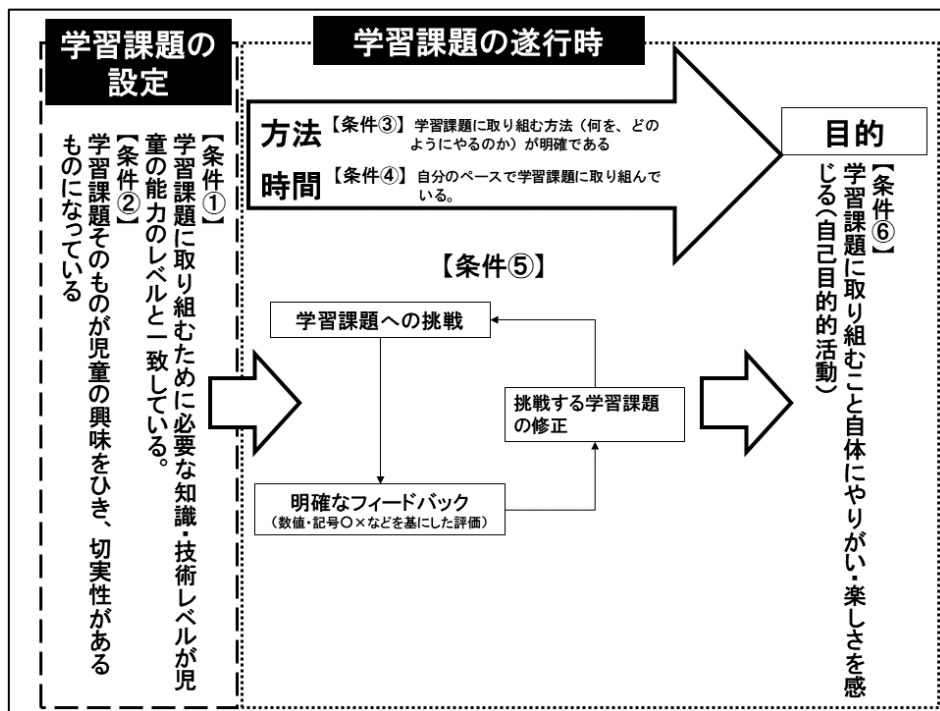 学習課題の
設定
【条件①】
学習課題に取り組むために必要な知識・技術レベルが児
童の能力のレベルと一致している。
【条件②】
学習課題そのものが児童の興味をひき、切実性がある
ものになっている
学習課題の遂行時
方法
【条件③】学習課題に取り組む方法（何を、どの
ようにやるのか）が明確である
時間
【条件④】自分のペースで学習課題に取り組んで
いる。
【条件⑤】
学習課題への挑戦
挑戦する学習課題
の修正
明確なフィードバック
（数値・記号〇×などを基にした評価）
目的
【条件⑥】
学習課題に取り組むこと自体にやりがい・楽しさを感
じる（自己目的的活動）